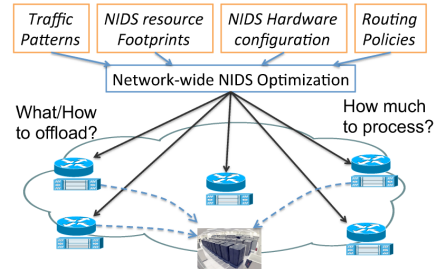 Traffic
Patterns
NIDS resource
Footprints
NIDS Hardware
configuration
Routing
Policies
Network-wide NIDS Optimization
What/How
to offload?
How much
to process?